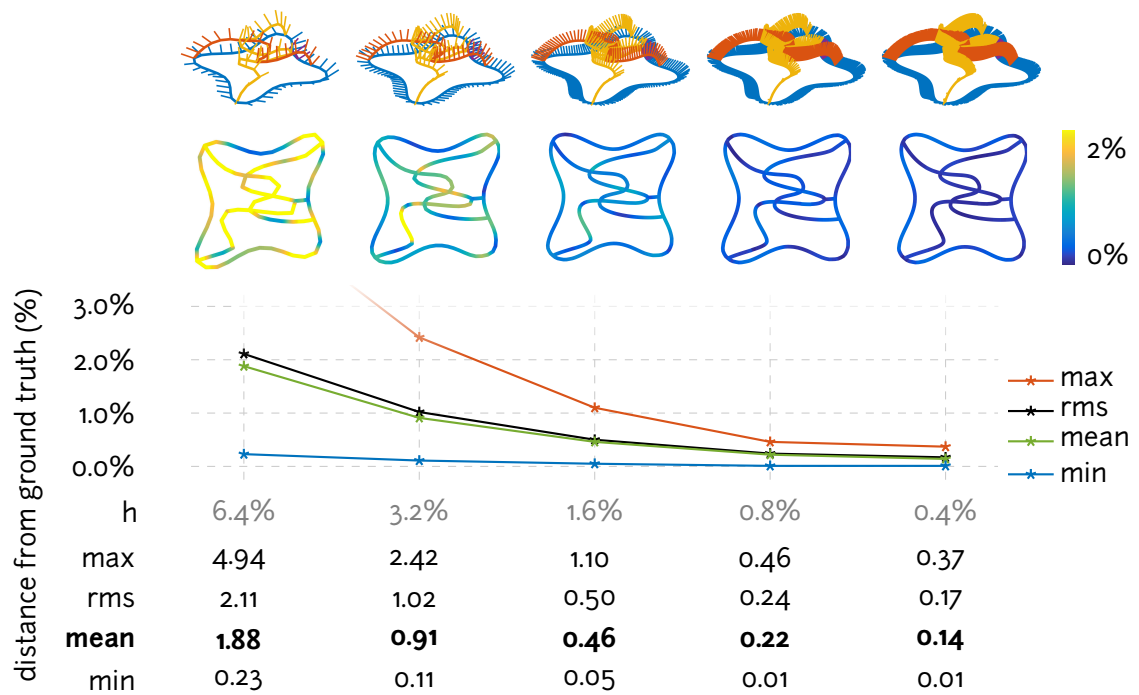 2%
0%
distance from ground truth (%)
3.0%
2.0%
1.0%
0.0%
max
rms
mean
min
h 6.4% 3.2% 1.6% 0.8% 0.4%
max 4.94 2.42 1.10 0.46 0.37
rms 2.11 1.02 0.50 0.24 0.17
mean 1.88 0.91 0.46 0.22 0.14
min 0.23 0.11 0.05 0.01 0.01